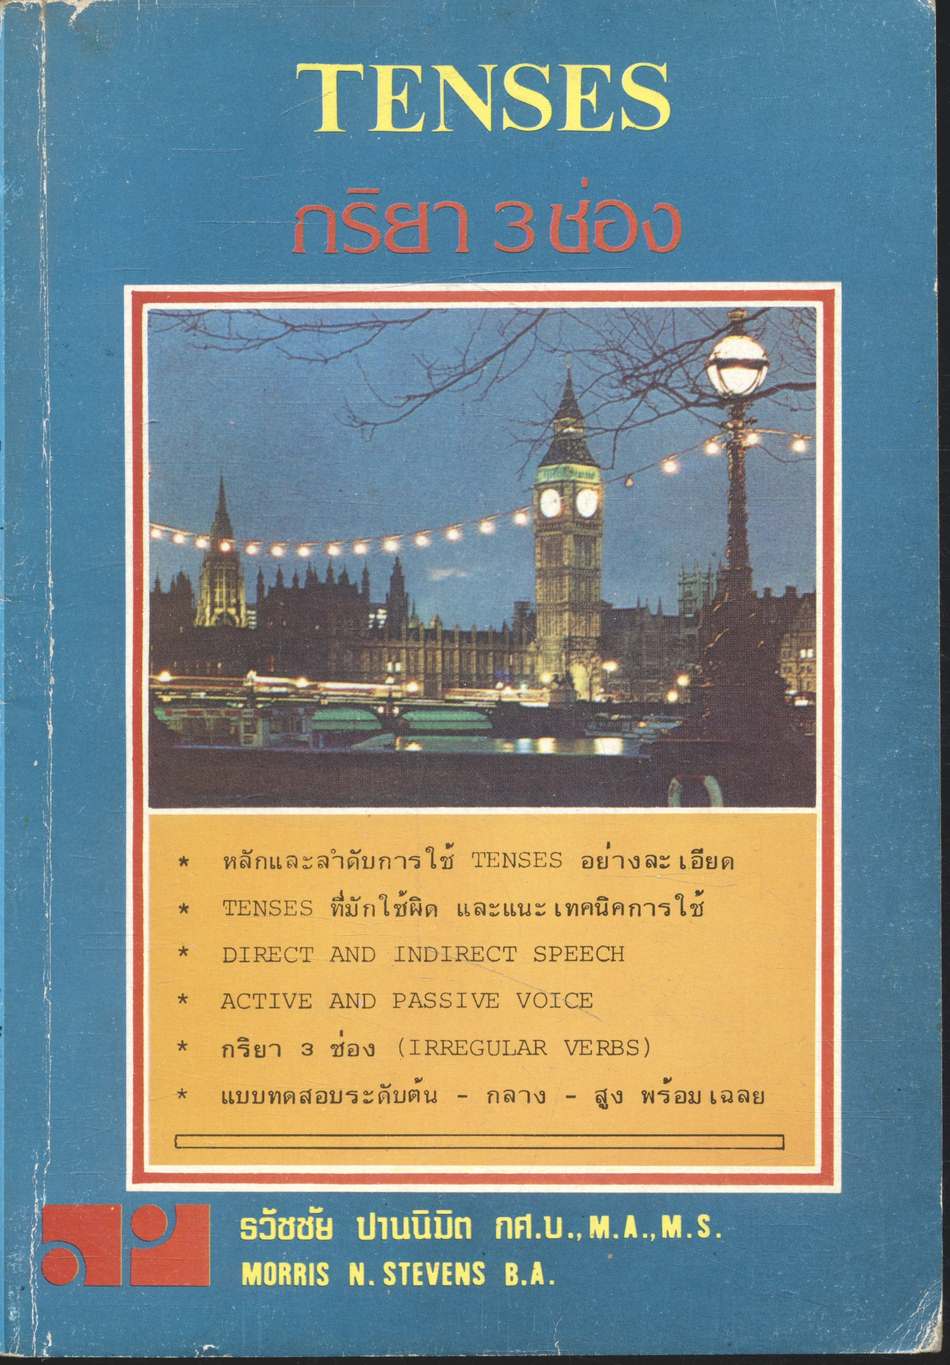 TENSES
กริยา 3 ช่อง
* หลักและลำดับการใช้ TENSES อย่างละเอียด
* TENSES ที่มักใช้ผิด และแนะเทคนิคการใช้
* DIRECT AND INDIRECT SPEECH
* ACTIVE AND PASSIVE VOICE
* กริยา 3 ช่อง (IRREGULAR VERBS)
* แบบทดสอบระดับต้น - กลาง - สูง พร้อมเฉลย
ธวัชชัย ปานนิมิต กศ.บ., M.A., M.S.
MORRIS N. STEVENS B.A.